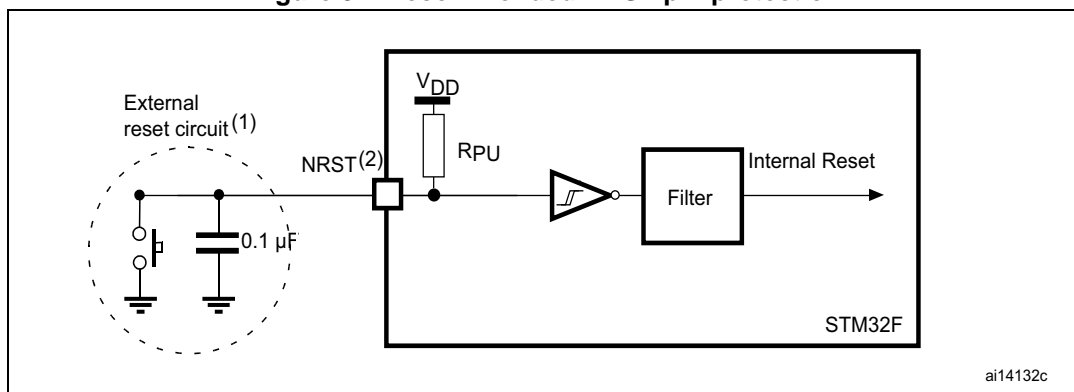 External
reset circuit(1)
VDD
NRST(2)
RPU
Internal Reset
Filter
0.1 µF
STM32F
ai14132c